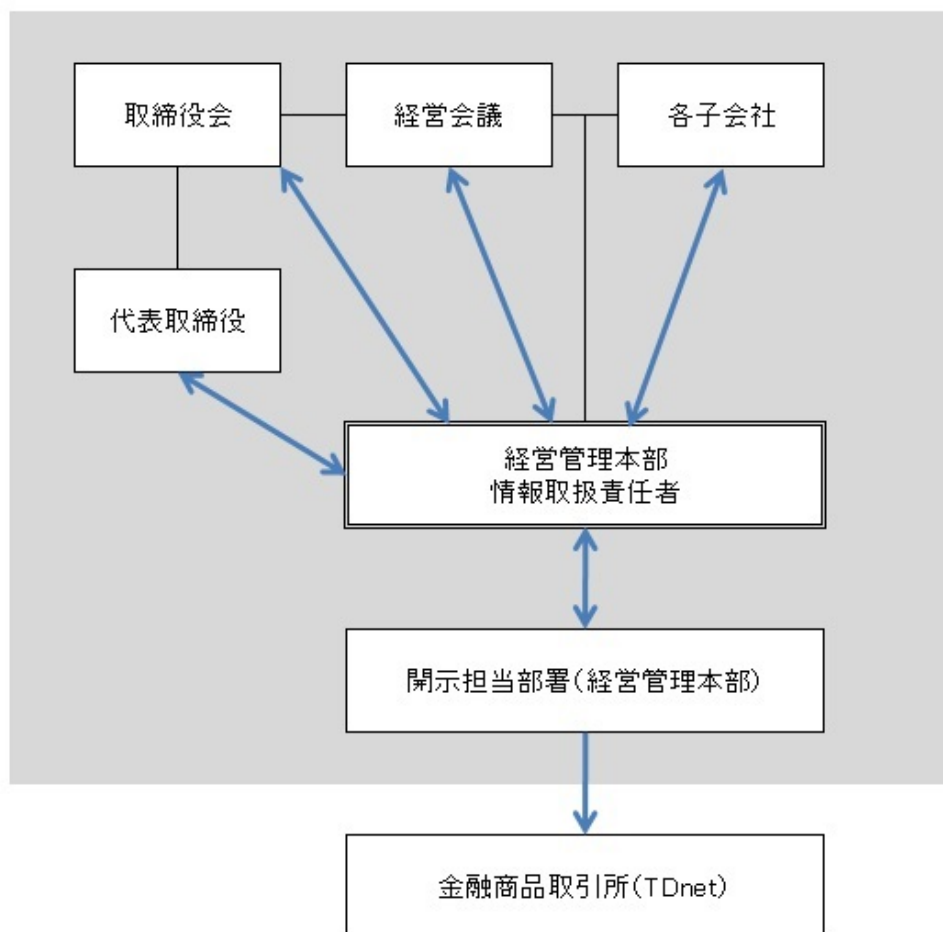 取締役会
経営会議
各子会社
代表取締役
経営管理本部
情報取扱責任者
開示担当部署(経営管理本部)
金融商品取引所(TDnet)